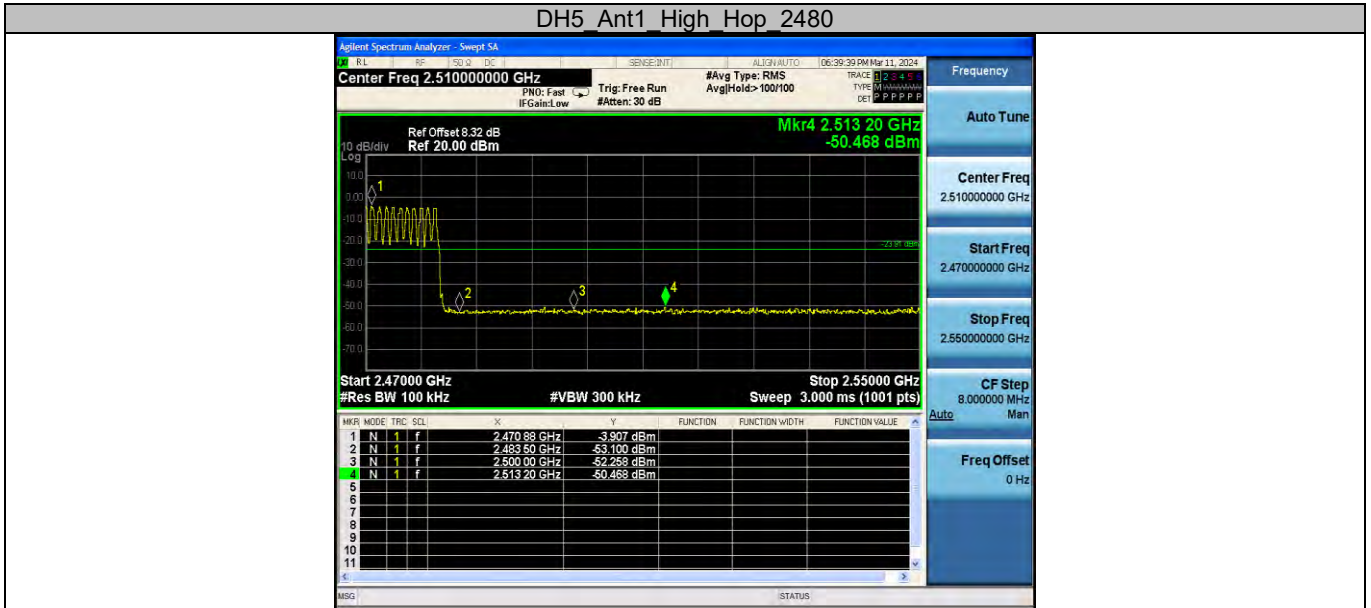 DH5_Ant1_High_Hop_2480
Agilent Spectrum Analyzer - Swept SA
RL RF 50 Ω DC SENSE:INT ALIGN AUTO 06:39:39 PM Mar 11, 2024
Center Freq 2.510000000 GHz
PNO: Fast
IFGain:Low
Trig: Free Run
#Atten: 30 dB
#Avg Type: RMS
Avg|Hold:>100/100
TRACE 1 2 3 4 5 6
TYPE M
DET P P P P P P
Frequency
Auto Tune
Center Freq
2.510000000 GHz
Start Freq
2.470000000 GHz
Stop Freq
2.550000000 GHz
CF Step
8.000000 MHz
Auto Man
Freq Offset
0 Hz
Mkr4 2.513 20 GHz
-50.468 dBm
Ref Offset 8.32 dB
10 dB/div Ref 20.00 dBm
Log
10.0
0.00
-10.0
-20.0
-30.0
-40.0
-50.0
-60.0
-70.0
1
2
3
4
-23.91 dBm
Start 2.47000 GHz Stop 2.55000 GHz
#Res BW 100 kHz #VBW 300 kHz Sweep 3.000 ms (1001 pts)
MKR MODE TRC SCL X Y FUNCTION FUNCTION WIDTH FUNCTION VALUE
1 N 1 f 2.470 88 GHz -3.907 dBm
2 N 1 f 2.483 50 GHz -53.100 dBm
3 N 1 f 2.500 00 GHz -52.258 dBm
4 N 1 f 2.513 20 GHz -50.468 dBm
5
6
7
8
9
10
11
MSG STATUS